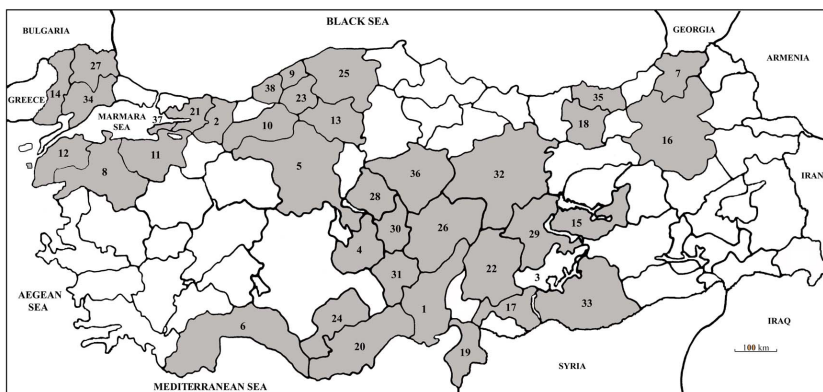 BLACK SEA
BULGARIA
GEORGIA
ARMENIA
27
9
25
7
14
38
23
35
GREECE
34
MARMARA
SEA
37
21
2
10
13
18
16
12
8
11
5
36
32
IRAN
28
15
30
26
29
4
22
3
31
AEGEAN
SEA
24
1
17
33
6
20
19
IRAQ
100 km
SYRIA
MEDITERRANEAN SEA